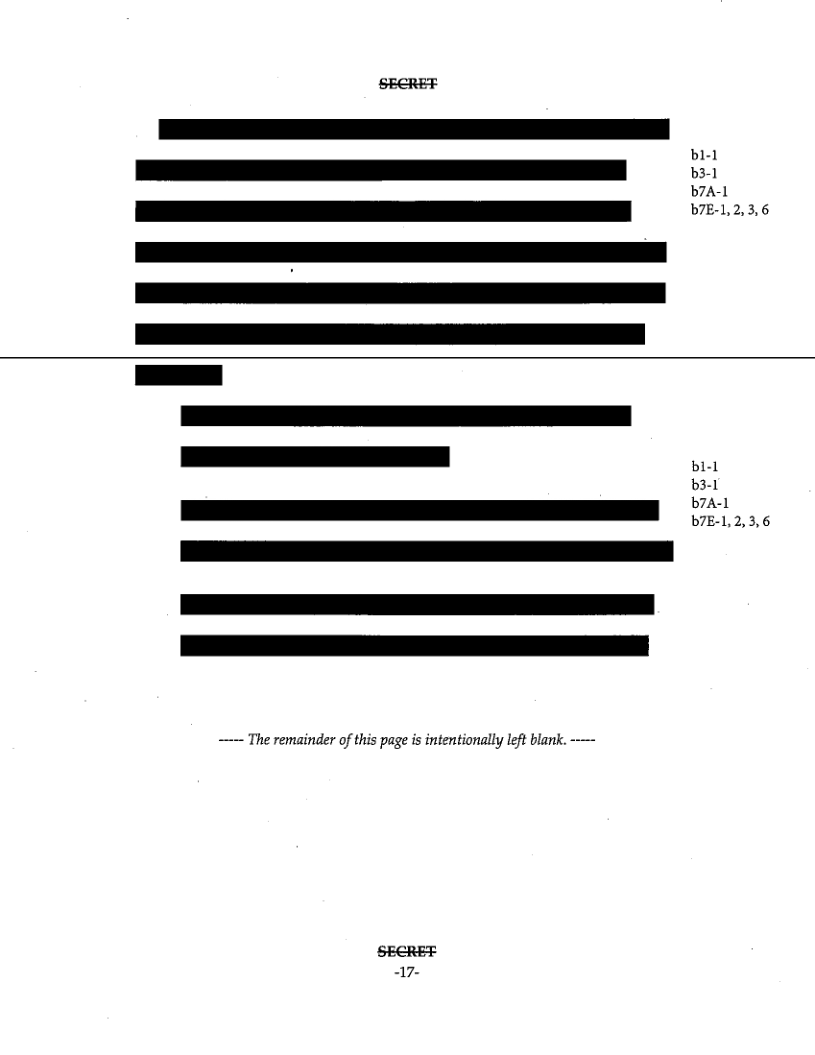 SECRET
b1-1
b3-1
b7A-1
b7E-1, 2, 3, 6
b1-1
b3-1
b7A-1
b7E-1, 2, 3, 6
----- The remainder of this page is intentionally left blank. -----
SECRET
-17-